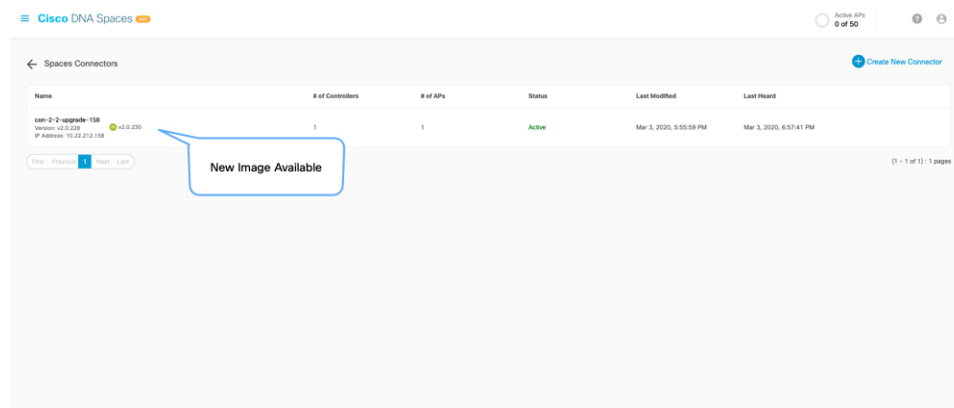 Cisco DNA Spaces ACT
Active APs
0 of 50
Spaces Connectors
Create New Connector
Name
# of Controllers
# of APs
Status
Last Modified
Last Heard
con-2-2-upgrade-158
Version: v2.0.228
v2.0.230
IP Address: 10.22.212.158
1
1
Active
Mar 3, 2020, 5:55:59 PM
Mar 3, 2020, 6:57:41 PM
First Previous 1 Next Last
(1 - 1 of 1) : 1 pages
New Image Available